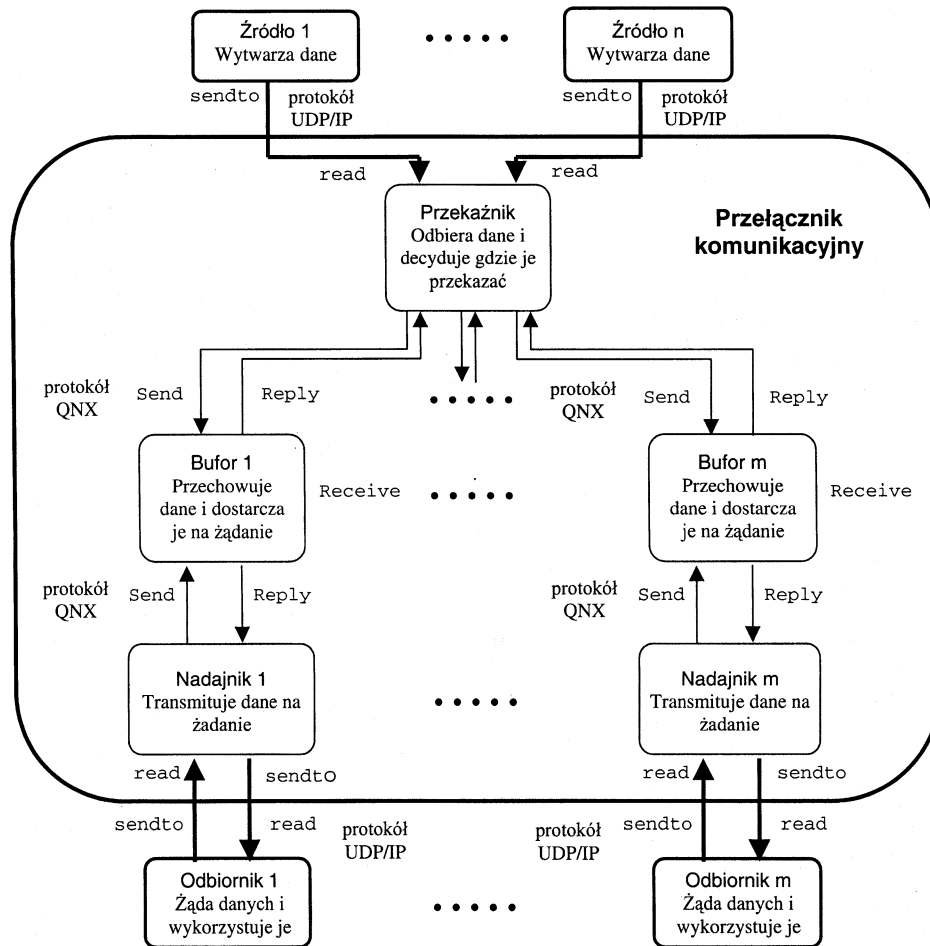 Źródło 1
Wytwarza dane
Źródło n
Wytwarza dane
sendto
protokół
UDP/IP
sendto
protokół
UDP/IP
read
read
Przekaźnik
Odbiera dane i
decyduje gdzie je
przekazać
Przełącznik
komunikacyjny
protokół
QNX
Send
Reply
protokół
QNX
Send
Reply
Bufor 1
Przechowuje
dane i dostarcza
je na żądanie
Receive
Bufor m
Przechowuje
dane i dostarcza
je na żądanie
Receive
protokół
QNX
Send
Reply
protokół
QNX
Send
Reply
Nadajnik 1
Transmituje dane na
żadanie
Nadajnik m
Transmituje dane na
żadanie
read
sendto
read
sendto
sendto
read
protokół
UDP/IP
protokół
UDP/IP
sendto
read
Odbiornik 1
Żąda danych i
wykorzystuje je
Odbiornik m
Żąda danych i
wykorzystuje je